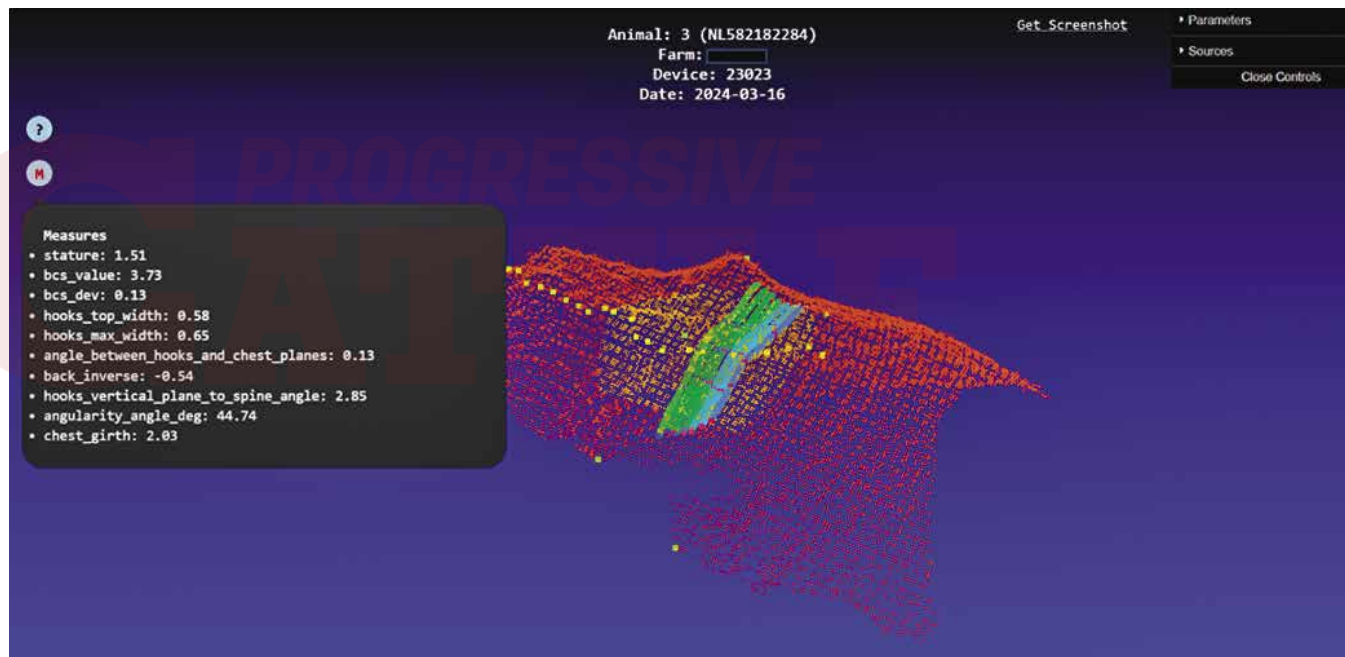 Animal: 3 (NL582182284)
Farm:
Device: 23023
Date: 2024-03-16
Get Screenshot
Parameters
Sources
Close Controls
?
M
PROGRESSIVE
CATTLE
Measures
• stature: 1.51
• bcs_value: 3.73
• bcs_dev: 0.13
• hooks_top_width: 0.58
• hooks_max_width: 0.65
• angle_between_hooks_and_chest_planes: 0.13
• back_inverse: -0.54
• hooks_vertical_plane_to_spine_angle: 2.85
• angularity_angle_deg: 44.74
• chest_girth: 2.03